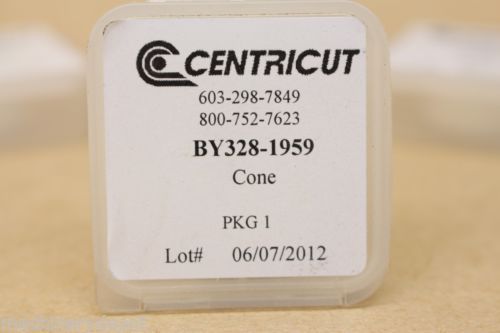 CENTRICUT
603-298-7849
800-752-7623
BY328-1959
Cone
PKG 1
Lot# 06/07/2012